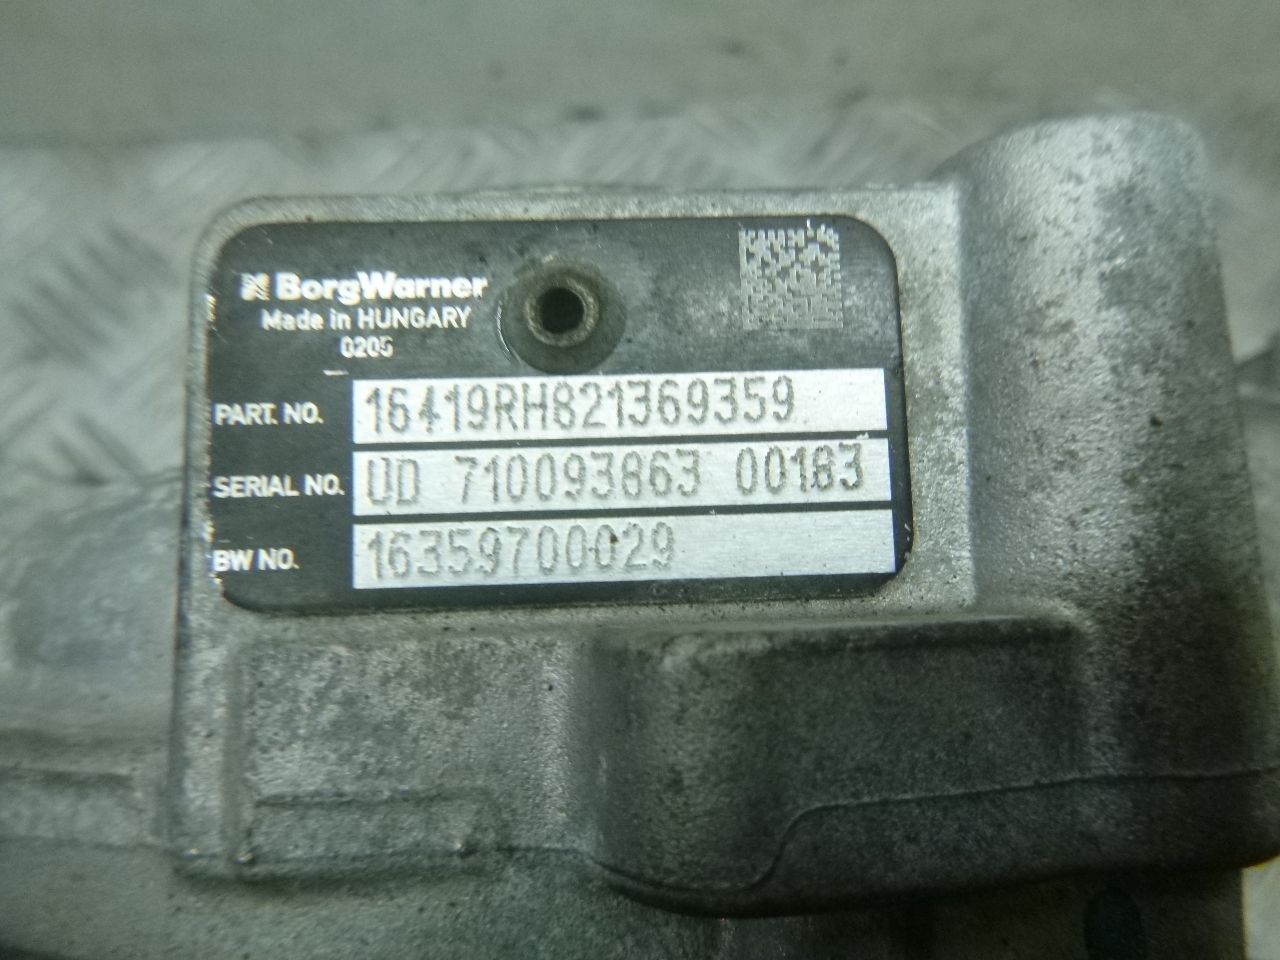 BorgWarner
Made in HUNGARY
0205
PART. NO. 16419RH821369359
SERIAL NO. UD 710093863 00183
BW NO. 16359700029